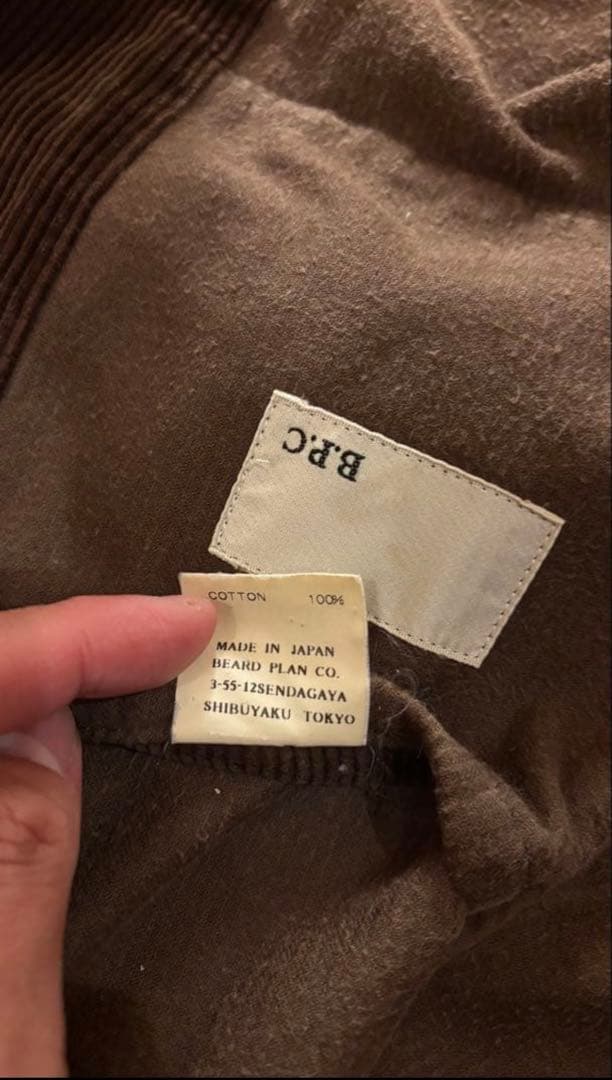 B.P.C
COTTON 100%
MADE IN JAPAN
BEARD PLAN CO.
3-55-12SENDAGAYA
SHIBUYAKU TOKYO